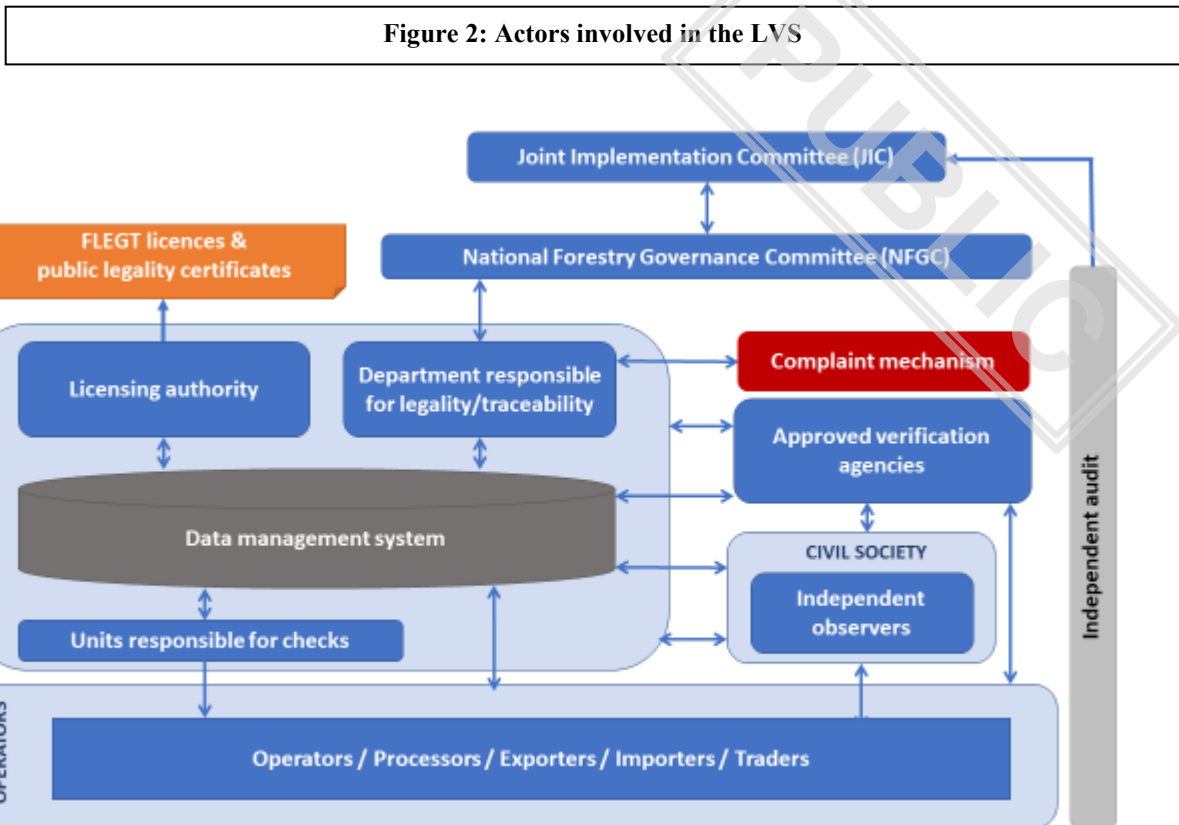 Figure 2: Actors involved in the LVS
PUBLIC
Joint Implementation Committee (JIC)
FLEGT licences &
public legality certificates
National Forestry Governance Committee (NFGC)
Licensing authority
Department responsible
for legality/traceability
Complaint mechanism
Approved verification
agencies
Data management system
CIVIL SOCIETY
Independent
observers
Units responsible for checks
Independent audit
OPERATORS
Operators / Processors / Exporters / Importers / Traders